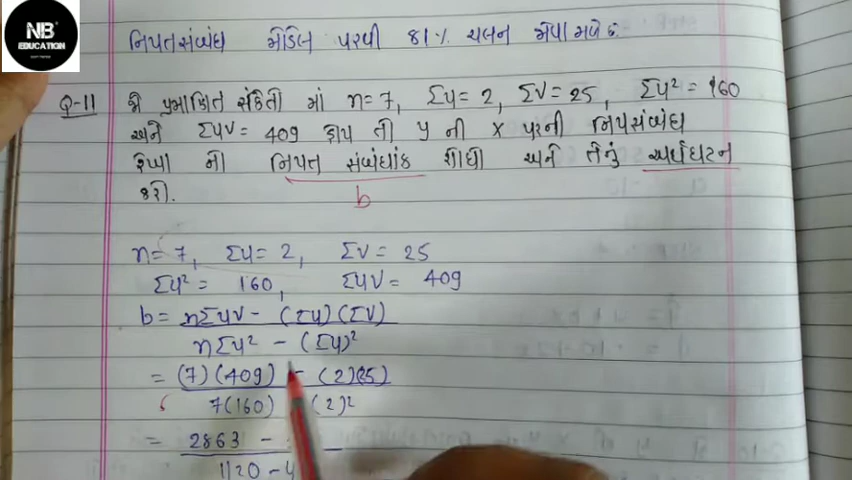 NB
EDUCATION
નિયતસંબંધ મોડેલ પરથી 81% ચલન
Q-11 જો પ્રમાણિત સંકેતો માં n= 7, Σu= 2, Σv= 25, Σu² = 160
અને Σuv = 409 હોય તો y ની x પરની નિયસંબંધ
રેખા નો નિયત સંબંધાંક શોધો અને તેનું અર્થઘટન
કરો.
b
n= 7, Σu= 2, Σv = 25
Σu² = 160, Σuv = 409
b= nΣuv - (Σu)(Σv)
nΣu² - (Σu)²
= (7)(409) - (2)(25)
7(160) (2)²
= 2863 -
1120 - 4